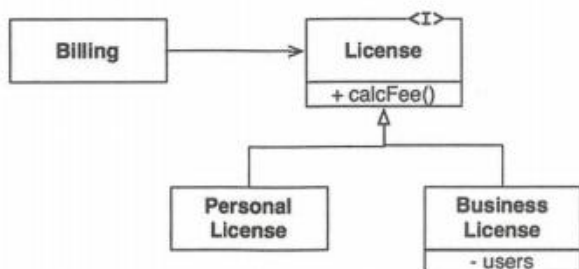 <I>
Billing
License
+ calcFee()
Personal
License
Business
License
- users